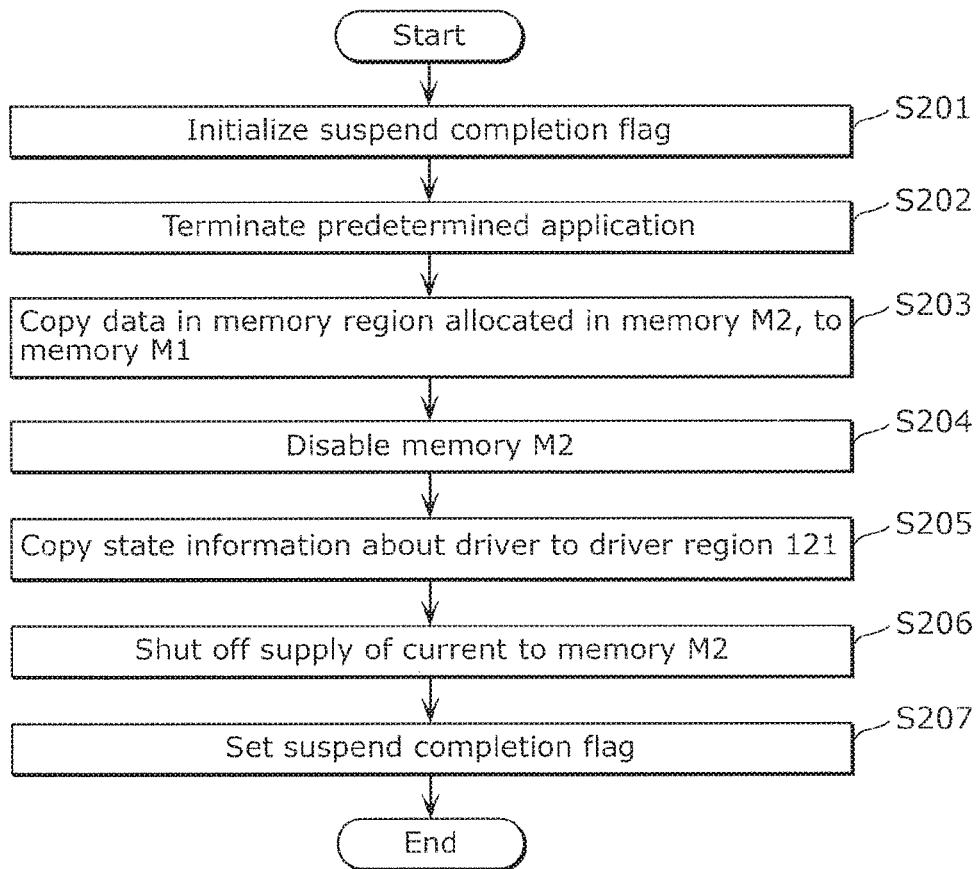 Start
S201
Initialize suspend completion flag
S202
Terminate predetermined application
S203
Copy data in memory region allocated in memory M2, to
memory M1
S204
Disable memory M2
S205
Copy state information about driver to driver region 121
S206
Shut off supply of current to memory M2
S207
Set suspend completion flag
End